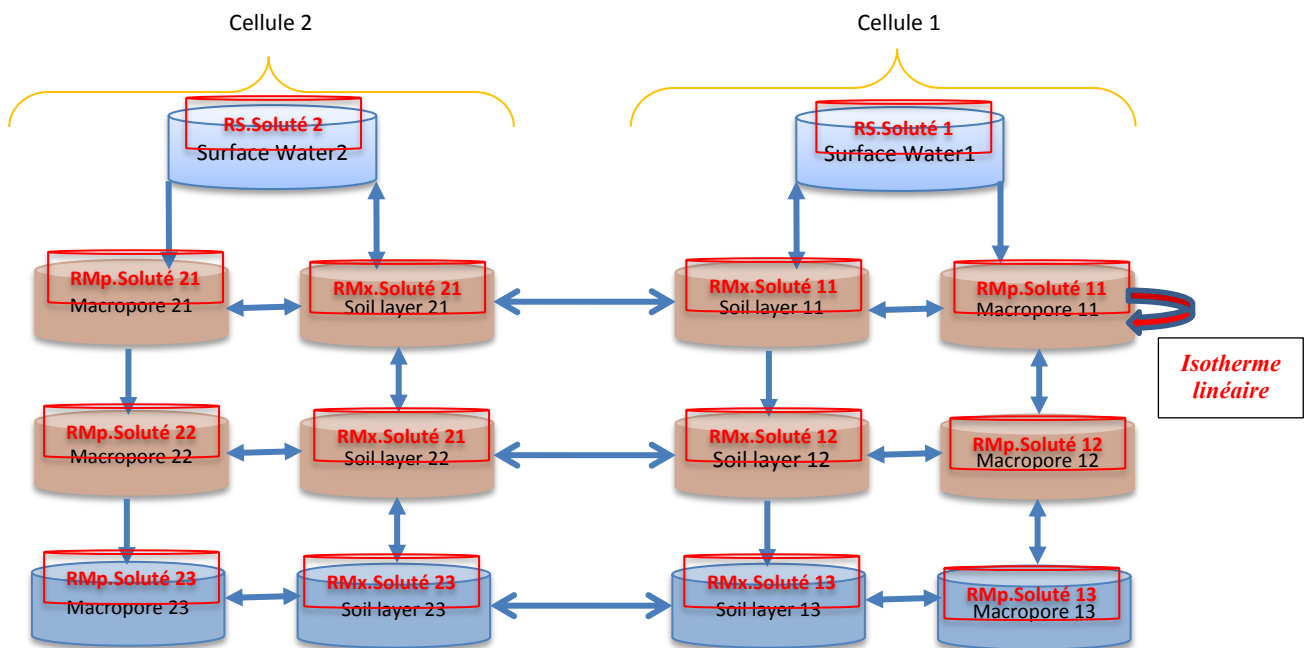 Cellule 2
Cellule 1
RS.Soluté 2
Surface Water2
RS.Soluté 1
Surface Water1
RMp.Soluté 21
Macropore 21
RMx.Soluté 21
Soil layer 21
RMx.Soluté 11
Soil layer 11
RMp.Soluté 11
Macropore 11
Isotherme
linéaire
RMp.Soluté 22
Macropore 22
RMx.Soluté 21
Soil layer 22
RMx.Soluté 12
Soil layer 12
RMp.Soluté 12
Macropore 12
RMp.Soluté 23
Macropore 23
RMx.Soluté 23
Soil layer 23
RMx.Soluté 13
Soil layer 13
RMp.Soluté 13
Macropore 13